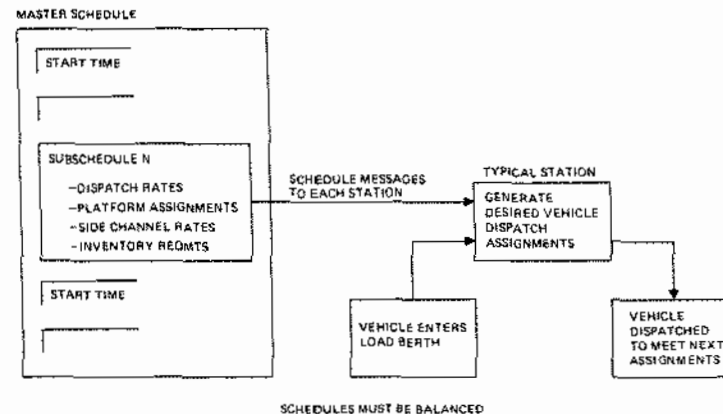 MASTER SCHEDULE
START TIME
SUBSCHEDULE N
-DISPATCH RATES
-PLATFORM ASSIGNMENTS
-SIDE CHANNEL RATES
-INVENTORY REQMTS
START TIME
SCHEDULE MESSAGES
TO EACH STATION
TYPICAL STATION
GENERATE
DESIRED VEHICLE
DISPATCH
ASSIGNMENTS
VEHICLE ENTERS
LOAD BERTH
VEHICLE
DISPATCHED
TO MEET NEXT
ASSIGNMENTS
SCHEDULES MUST BE BALANCED